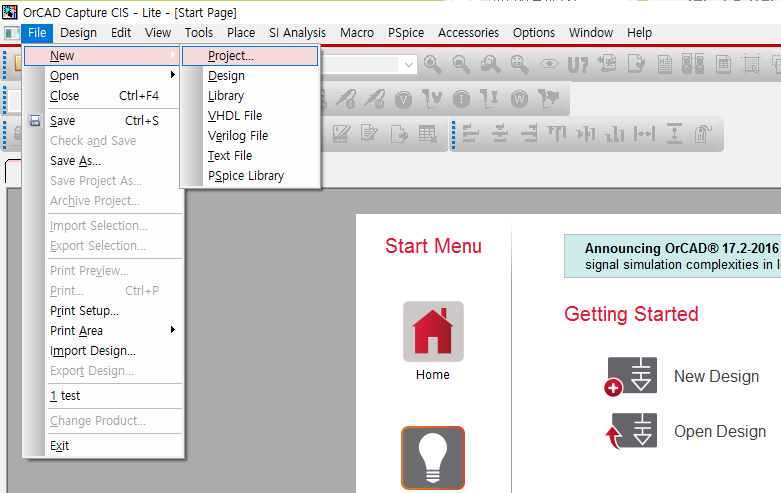 OrCAD Capture CIS - Lite - [Start Page]
File Design Edit View Tools Place SI Analysis Macro PSpice Accessories Options Window Help
New
Open
Close Ctrl+F4
Save Ctrl+S
Check and Save
Save As...
Save Project As...
Archive Project...
Import Selection...
Export Selection...
Print Preview...
Print... Ctrl+P
Print Setup...
Print Area
Import Design...
Export Design...
1 test
Change Product...
Exit
Project...
Design
Library
VHDL File
Verilog File
Text File
PSpice Library
U?
V
V
I
I
W
Start Menu
Home
Announcing OrCAD® 17.2-2016
signal simulation complexities in
Getting Started
New Design
Open Design